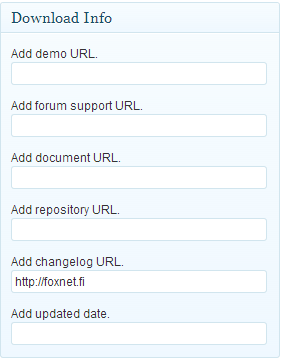 Download Info
Add demo URL.
Add forum support URL.
Add document URL.
Add repository URL.
Add changelog URL.
http://foxnet.fi
Add updated date.